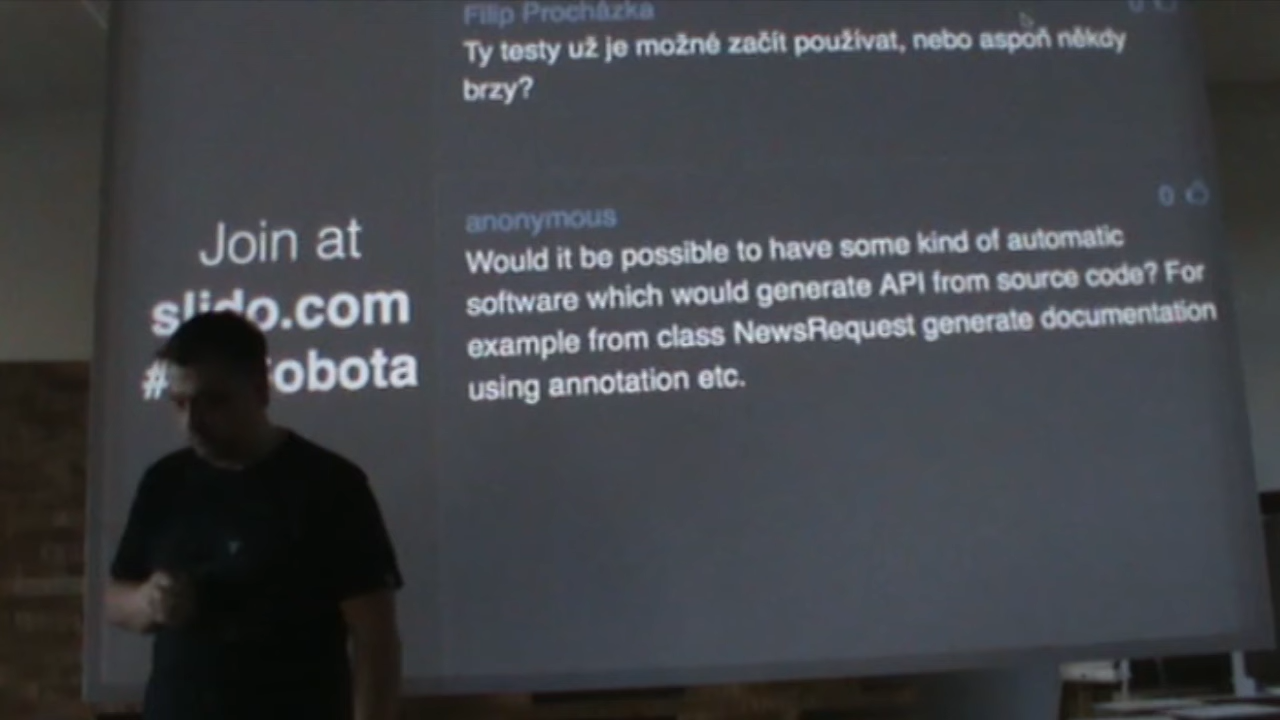 Filip Procházka
Ty testy už je možné začít používat, nebo aspoň někdy
brzy?
Join at
slido.com
anonymous
0
Would it be possible to have some kind of automatic
software which would generate API from source code? For
example from class NewsRequest generate documentation
using annotation etc.